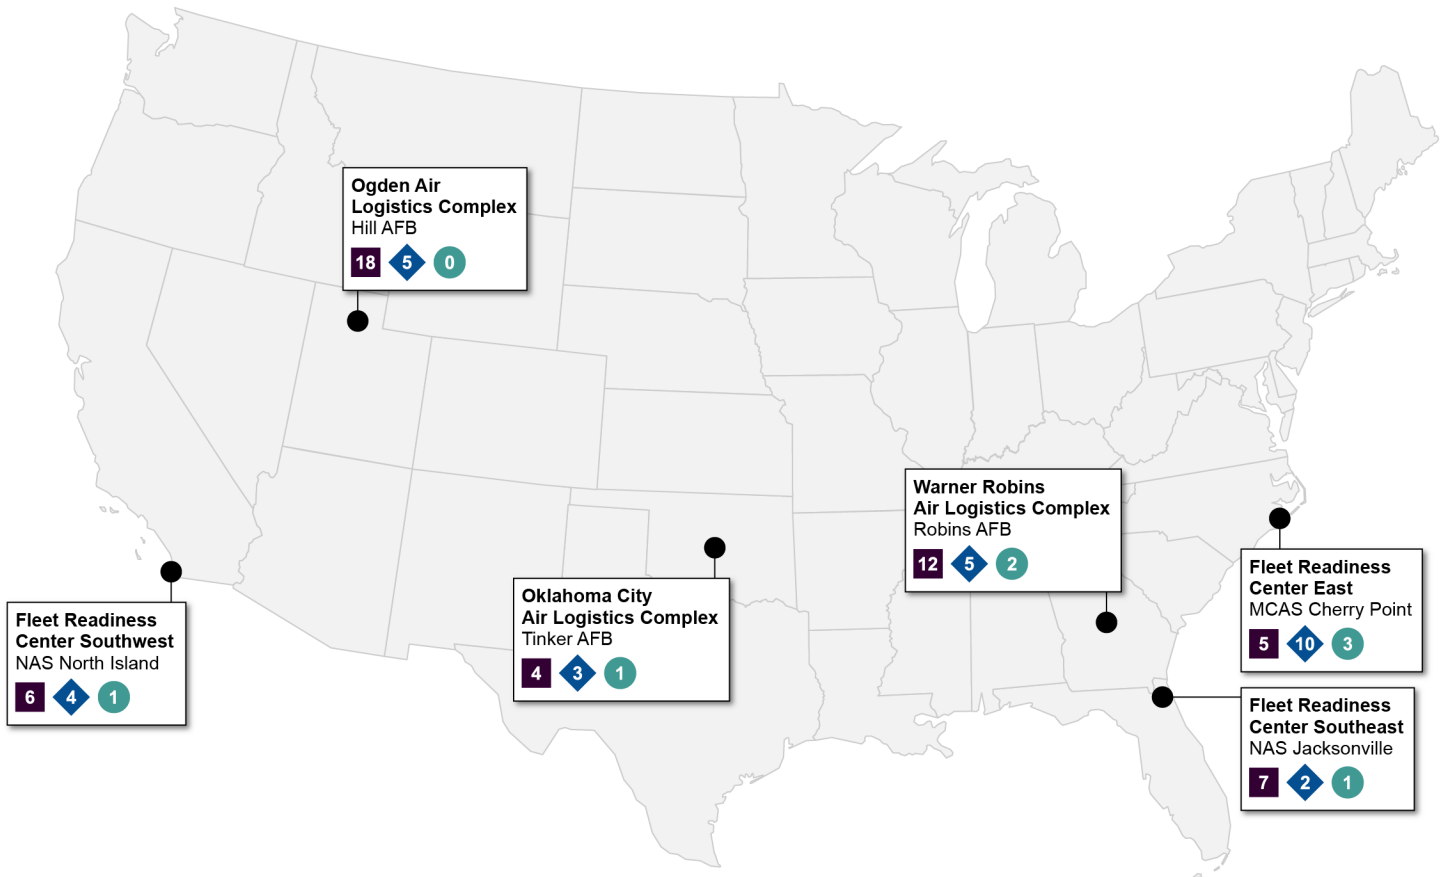 Ogden Air
Logistics Complex
Hill AFB
18 5 0
Warner Robins
Air Logistics Complex
Robins AFB
12 5 2
Fleet Readiness
Center East
MCAS Cherry Point
5 10 3
Oklahoma City
Air Logistics Complex
Tinker AFB
4 3 1
Fleet Readiness
Center Southwest
NAS North Island
6 4 1
Fleet Readiness
Center Southeast
NAS Jacksonville
7 2 1